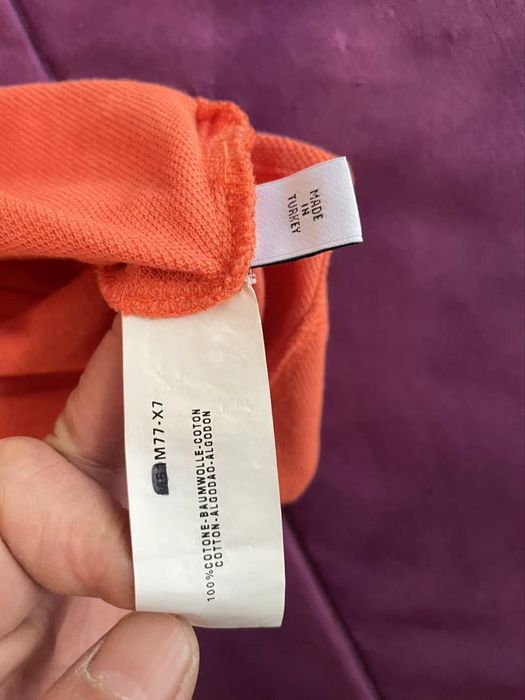 MADE
IN
TURKEY
M77-X7
100%COTONE-BAUMWOLLE-COTON
COTTON-ALGODAO-ALGODON